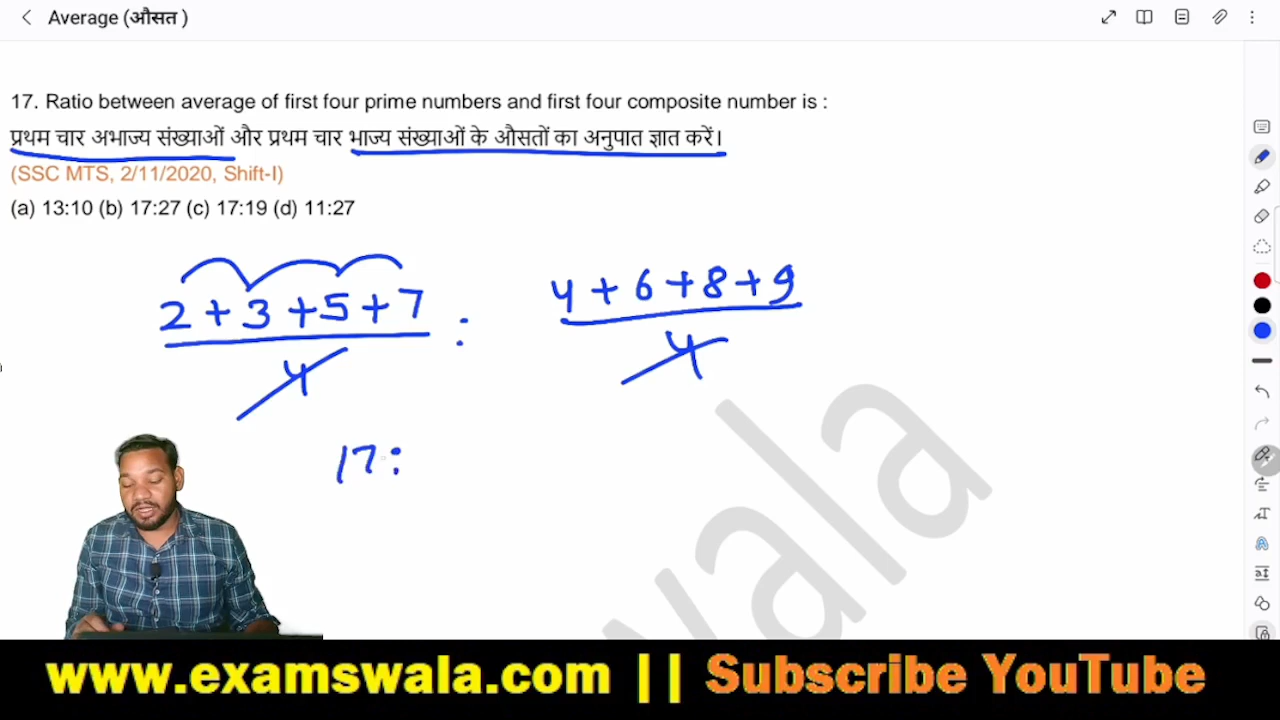 Average (औसत )
17. Ratio between average of first four prime numbers and first four composite number is :
प्रथम चार अभाज्य संख्याओं और प्रथम चार भाज्य संख्याओं के औसतों का अनुपात ज्ञात करें।
(SSC MTS, 2/11/2020, Shift-I)
(a) 13:10 (b) 17:27 (c) 17:19 (d) 11:27
2+3+5+7 : 4+6+8+9
4 4
17:
wala
www.examswala.com || Subscribe YouTube